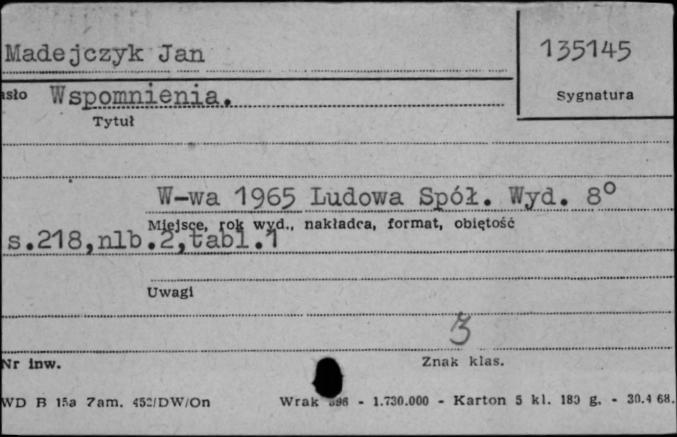 Madejczyk Jan
135145
asło Wspomnienia.
Sygnatura
Tytuł
W-wa 1965 Ludowa Spół. Wyd. 8°
Miejsce, rok wyd., nakładca, format, objętość
s.218,nlb.2,tabl.1
Uwagi
3
Nr inw.
Znak klas.
WD B 15a Zam. 452/DW/On Wrak 396 - 1.730.000 - Karton 5 kl. 180 g. - 30.4 68.